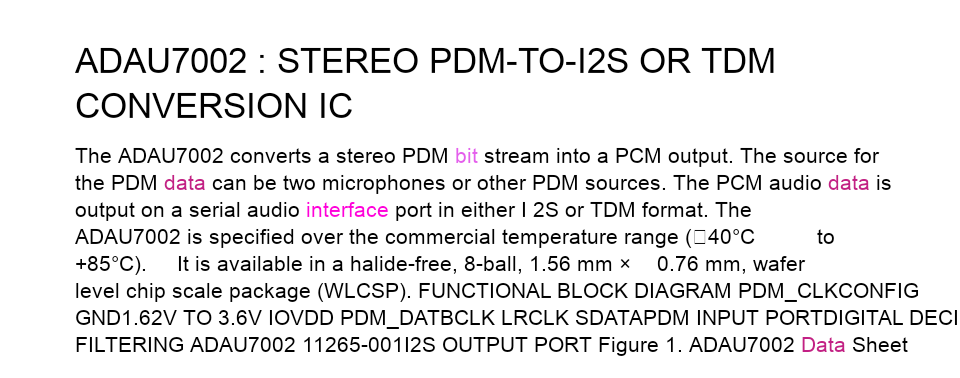 ADAU7002 : STEREO PDM-TO-I2S OR TDM
CONVERSION IC
The ADAU7002 converts a stereo PDM bit stream into a PCM output. The source for
the PDM data can be two microphones or other PDM sources. The PCM audio data is
output on a serial audio interface port in either I 2S or TDM format. The
ADAU7002 is specified over the commercial temperature range (□40°C to
+85°C). It is available in a halide-free, 8-ball, 1.56 mm × 0.76 mm, wafer
level chip scale package (WLCSP). FUNCTIONAL BLOCK DIAGRAM PDM_CLKCONFIG
GND1.62V TO 3.6V IOVDD PDM_DATBCLK LRCLK SDATAPDM INPUT PORTDIGITAL DECI
FILTERING ADAU7002 11265-001I2S OUTPUT PORT Figure 1. ADAU7002 Data Sheet